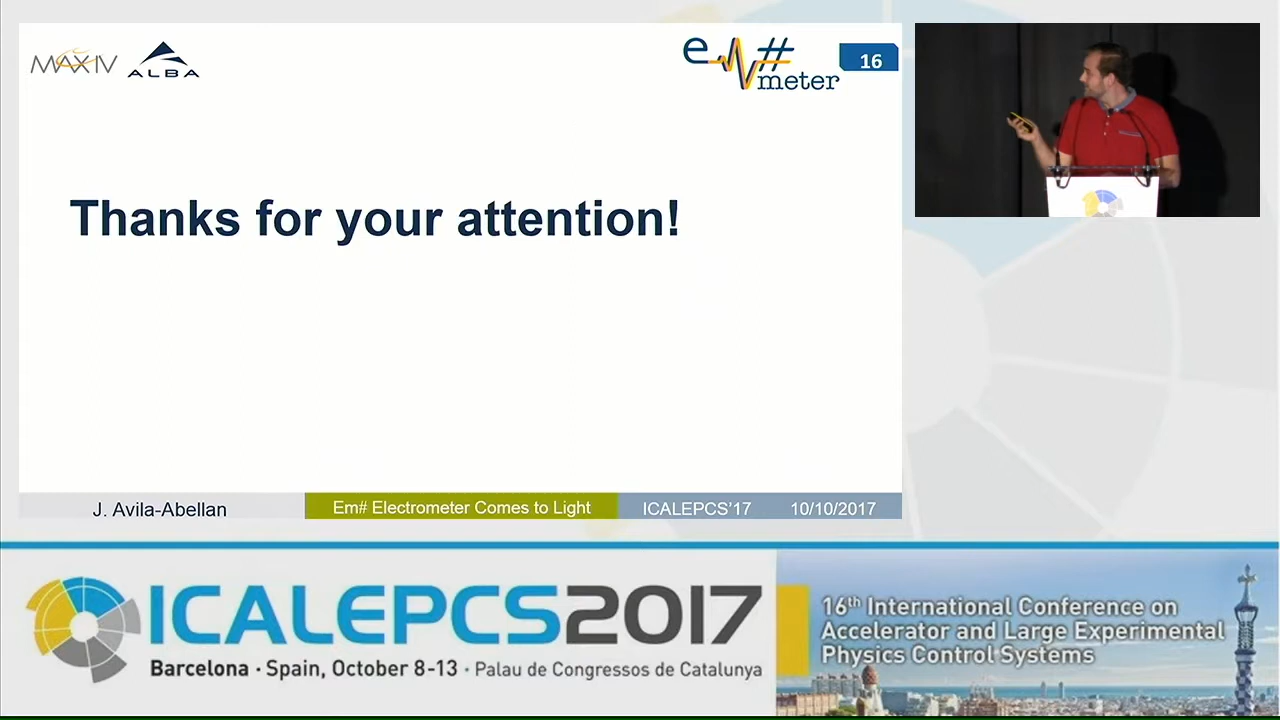 MAXIV
ALBA
em#
meter
16
Thanks for your attention!
J. Avila-Abellan
Em# Electrometer Comes to Light
ICALEPCS'17
10/10/2017
ICALEPCS2017
Barcelona · Spain, October 8-13 · Palau de Congressos de Catalunya
16th International Conference on
Accelerator and Large Experimental
Physics Control Systems